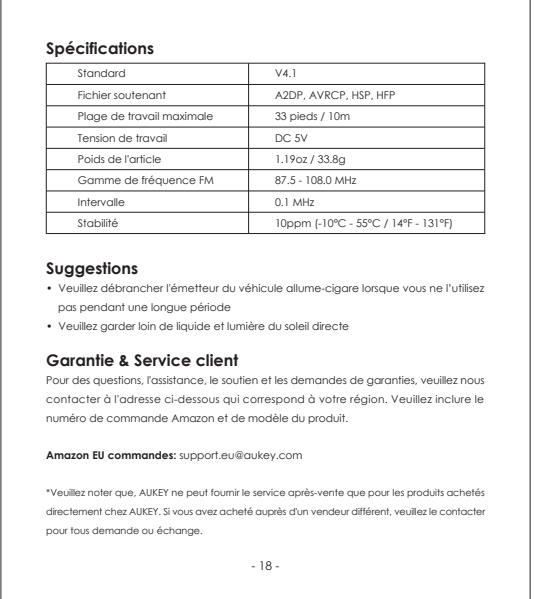 Spécifications
Standard V4.1
Fichier soutenant A2DP, AVRCP, HSP, HFP
Plage de travail maximale 33 pieds / 10m
Tension de travail DC 5V
Poids de l'article 1.19oz / 33.8g
Gamme de fréquence FM 87.5 - 108.0 MHz
Intervalle 0.1 MHz
Stabilité 10ppm (-10°C - 55°C / 14°F - 131°F)
Suggestions
• Veuillez débrancher l'émetteur du véhicule allume-cigare lorsque vous ne l'utilisez
pas pendant une longue période
• Veuillez garder loin de liquide et lumière du soleil directe
Garantie & Service client
Pour des questions, l'assistance, le soutien et les demandes de garanties, veuillez nous
contacter à l'adresse ci-dessous qui correspond à votre région. Veuillez inclure le
numéro de commande Amazon et de modèle du produit.
Amazon EU commandes: support.eu@aukey.com
*Veuillez noter que, AUKEY ne peut fournir le service après-vente que pour les produits achetés
directement chez AUKEY. Si vous avez acheté auprès d'un vendeur différent, veuillez le contacter
pour tous demande ou échange.
- 18 -